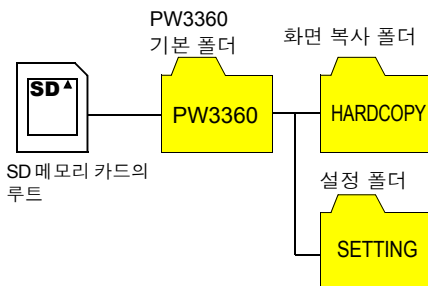 PW3360
기본 폴더
화면 복사 폴더
SD
PW3360
HARDCOPY
SD 메모리 카드의
루트
설정 폴더
SETTING